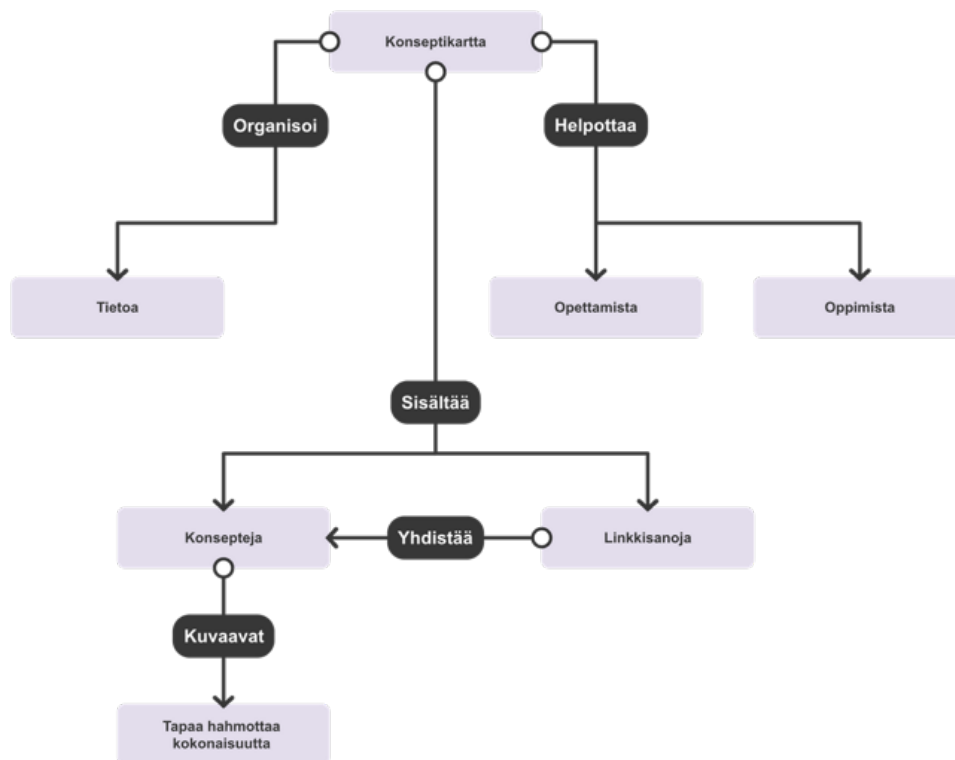 Konseptikartta
Organisoi
Helpottaa
Tietoa
Opettamista
Oppimista
Sisältää
Konsepteja
Yhdistää
Linkkisanoja
Kuvaavat
Tapaa hahmottaa
kokonaisuutta